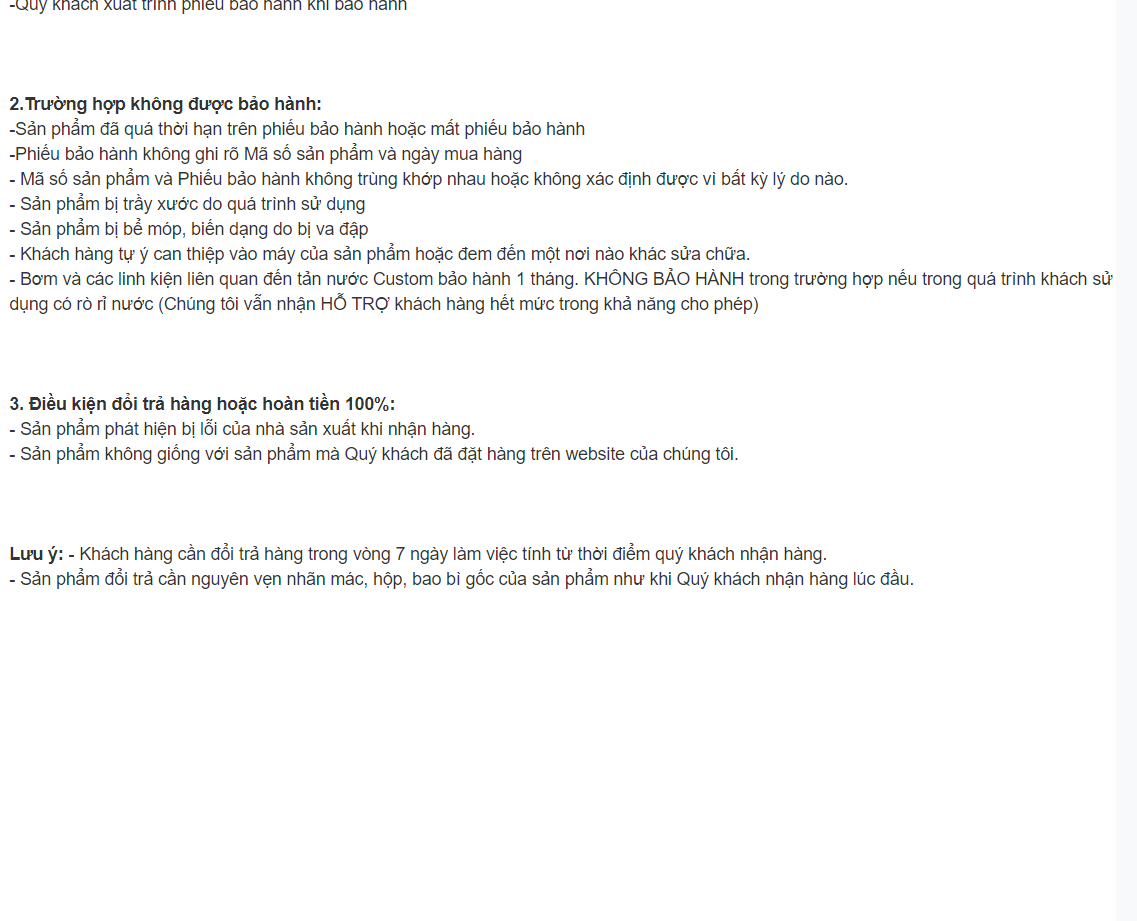 -Quý khách xuất trình phiếu bảo hành khi bảo hành
2.Trường hợp không được bảo hành:
-Sản phẩm đã quá thời hạn trên phiếu bảo hành hoặc mất phiếu bảo hành
-Phiếu bảo hành không ghi rõ Mã số sản phẩm và ngày mua hàng
- Mã số sản phẩm và Phiếu bảo hành không trùng khớp nhau hoặc không xác định được vì bất kỳ lý do nào.
- Sản phẩm bị trầy xước do quá trình sử dụng
- Sản phẩm bị bể móp, biến dạng do bị va đập
- Khách hàng tự ý can thiệp vào máy của sản phẩm hoặc đem đến một nơi nào khác sửa chữa.
- Bơm và các linh kiện liên quan đến tản nước Custom bảo hành 1 tháng. KHÔNG BẢO HÀNH trong trường hợp nếu trong quá trình khách sử
dụng có rò rỉ nước (Chúng tôi vẫn nhận HỖ TRỢ khách hàng hết mức trong khả năng cho phép)
3. Điều kiện đổi trả hàng hoặc hoàn tiền 100%:
- Sản phẩm phát hiện bị lỗi của nhà sản xuất khi nhận hàng.
- Sản phẩm không giống với sản phẩm mà Quý khách đã đặt hàng trên website của chúng tôi.
Lưu ý: - Khách hàng cần đổi trả hàng trong vòng 7 ngày làm việc tính từ thời điểm quý khách nhận hàng.
- Sản phẩm đổi trả cần nguyên vẹn nhãn mác, hộp, bao bì gốc của sản phẩm như khi Quý khách nhận hàng lúc đầu.